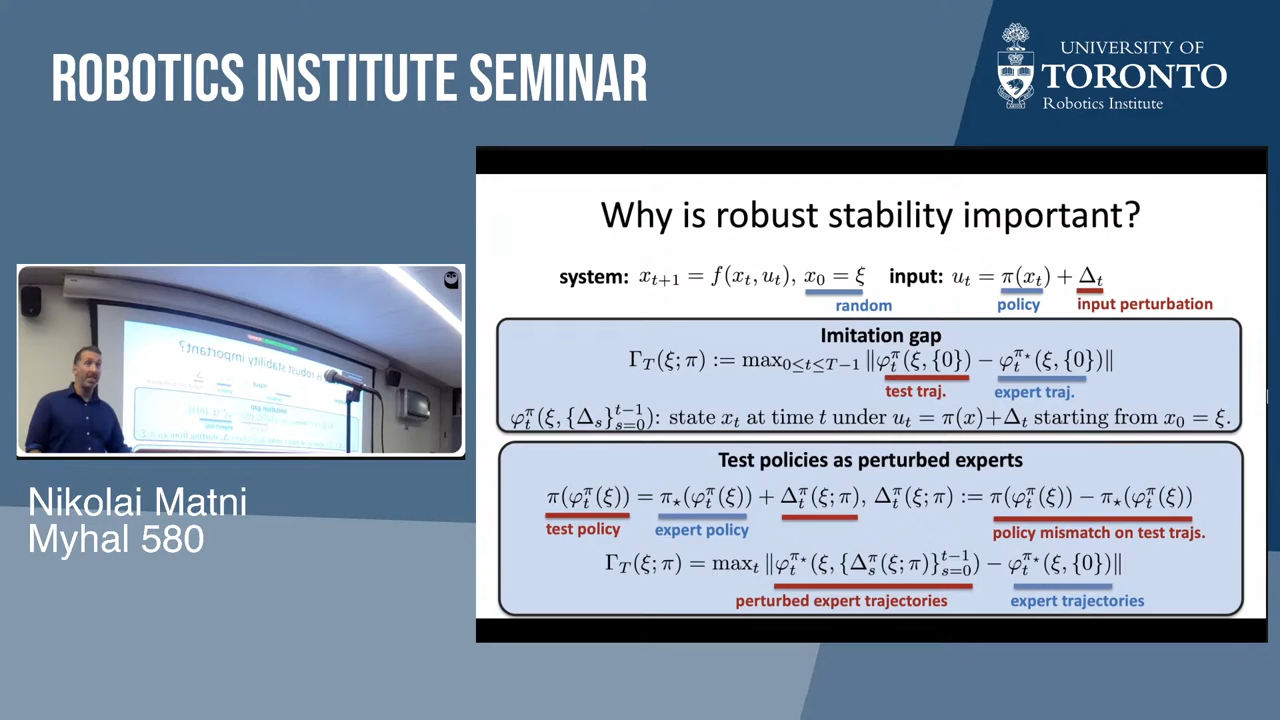 ROBOTICS INSTITUTE SEMINAR
UNIVERSITY OF
TORONTO
Robotics Institute
Why is robust stability important?
system: x_{t+1} = f(x_t, u_t), x_0 = ξ input: u_t = π(x_t) + Δ_t
random policy input perturbation
Imitation gap
Γ_T(ξ; π) := max_{0≤t≤T−1} ‖φ_t^π(ξ, {0}) − φ_t^{π⋆}(ξ, {0})‖
test traj. expert traj.
φ_t^π(ξ, {Δ_s}_{s=0}^{t−1}): state x_t at time t under u_t = π(x)+Δ_t starting from x_0 = ξ.
Test policies as perturbed experts
π(φ_t^π(ξ)) = π_⋆(φ_t^π(ξ)) + Δ_t^π(ξ; π), Δ_t^π(ξ; π) := π(φ_t^π(ξ)) − π_⋆(φ_t^π(ξ))
test policy expert policy policy mismatch on test trajs.
Γ_T(ξ; π) = max_t ‖φ_t^{π⋆}(ξ, {Δ_s^π(ξ; π)}_{s=0}^{t−1}) − φ_t^{π⋆}(ξ, {0})‖
perturbed expert trajectories expert trajectories
Nikolai Matni
Myhal 580